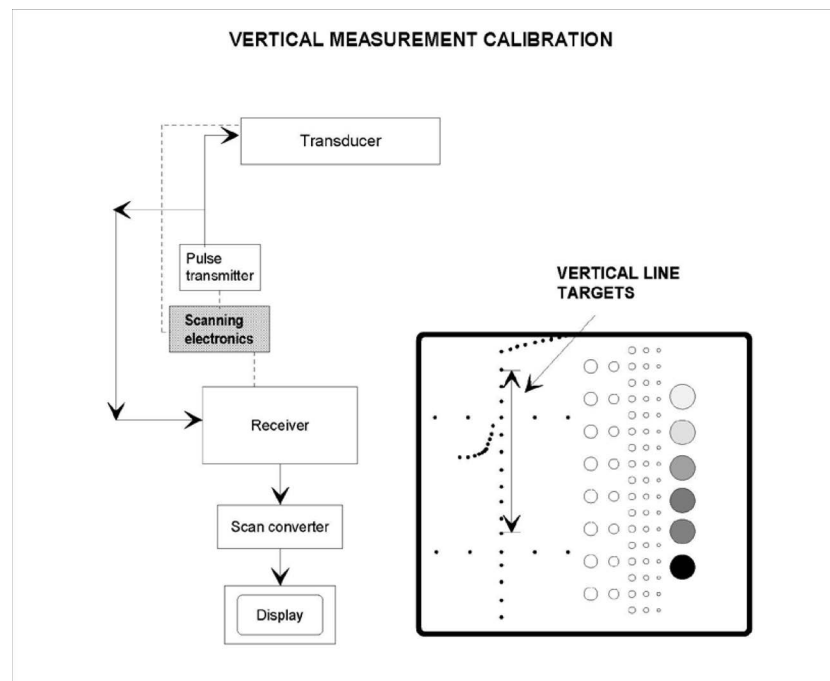 VERTICAL MEASUREMENT CALIBRATION
Transducer
Pulse
transmitter
Scanning
electronics
Receiver
Scan converter
Display
VERTICAL LINE
TARGETS